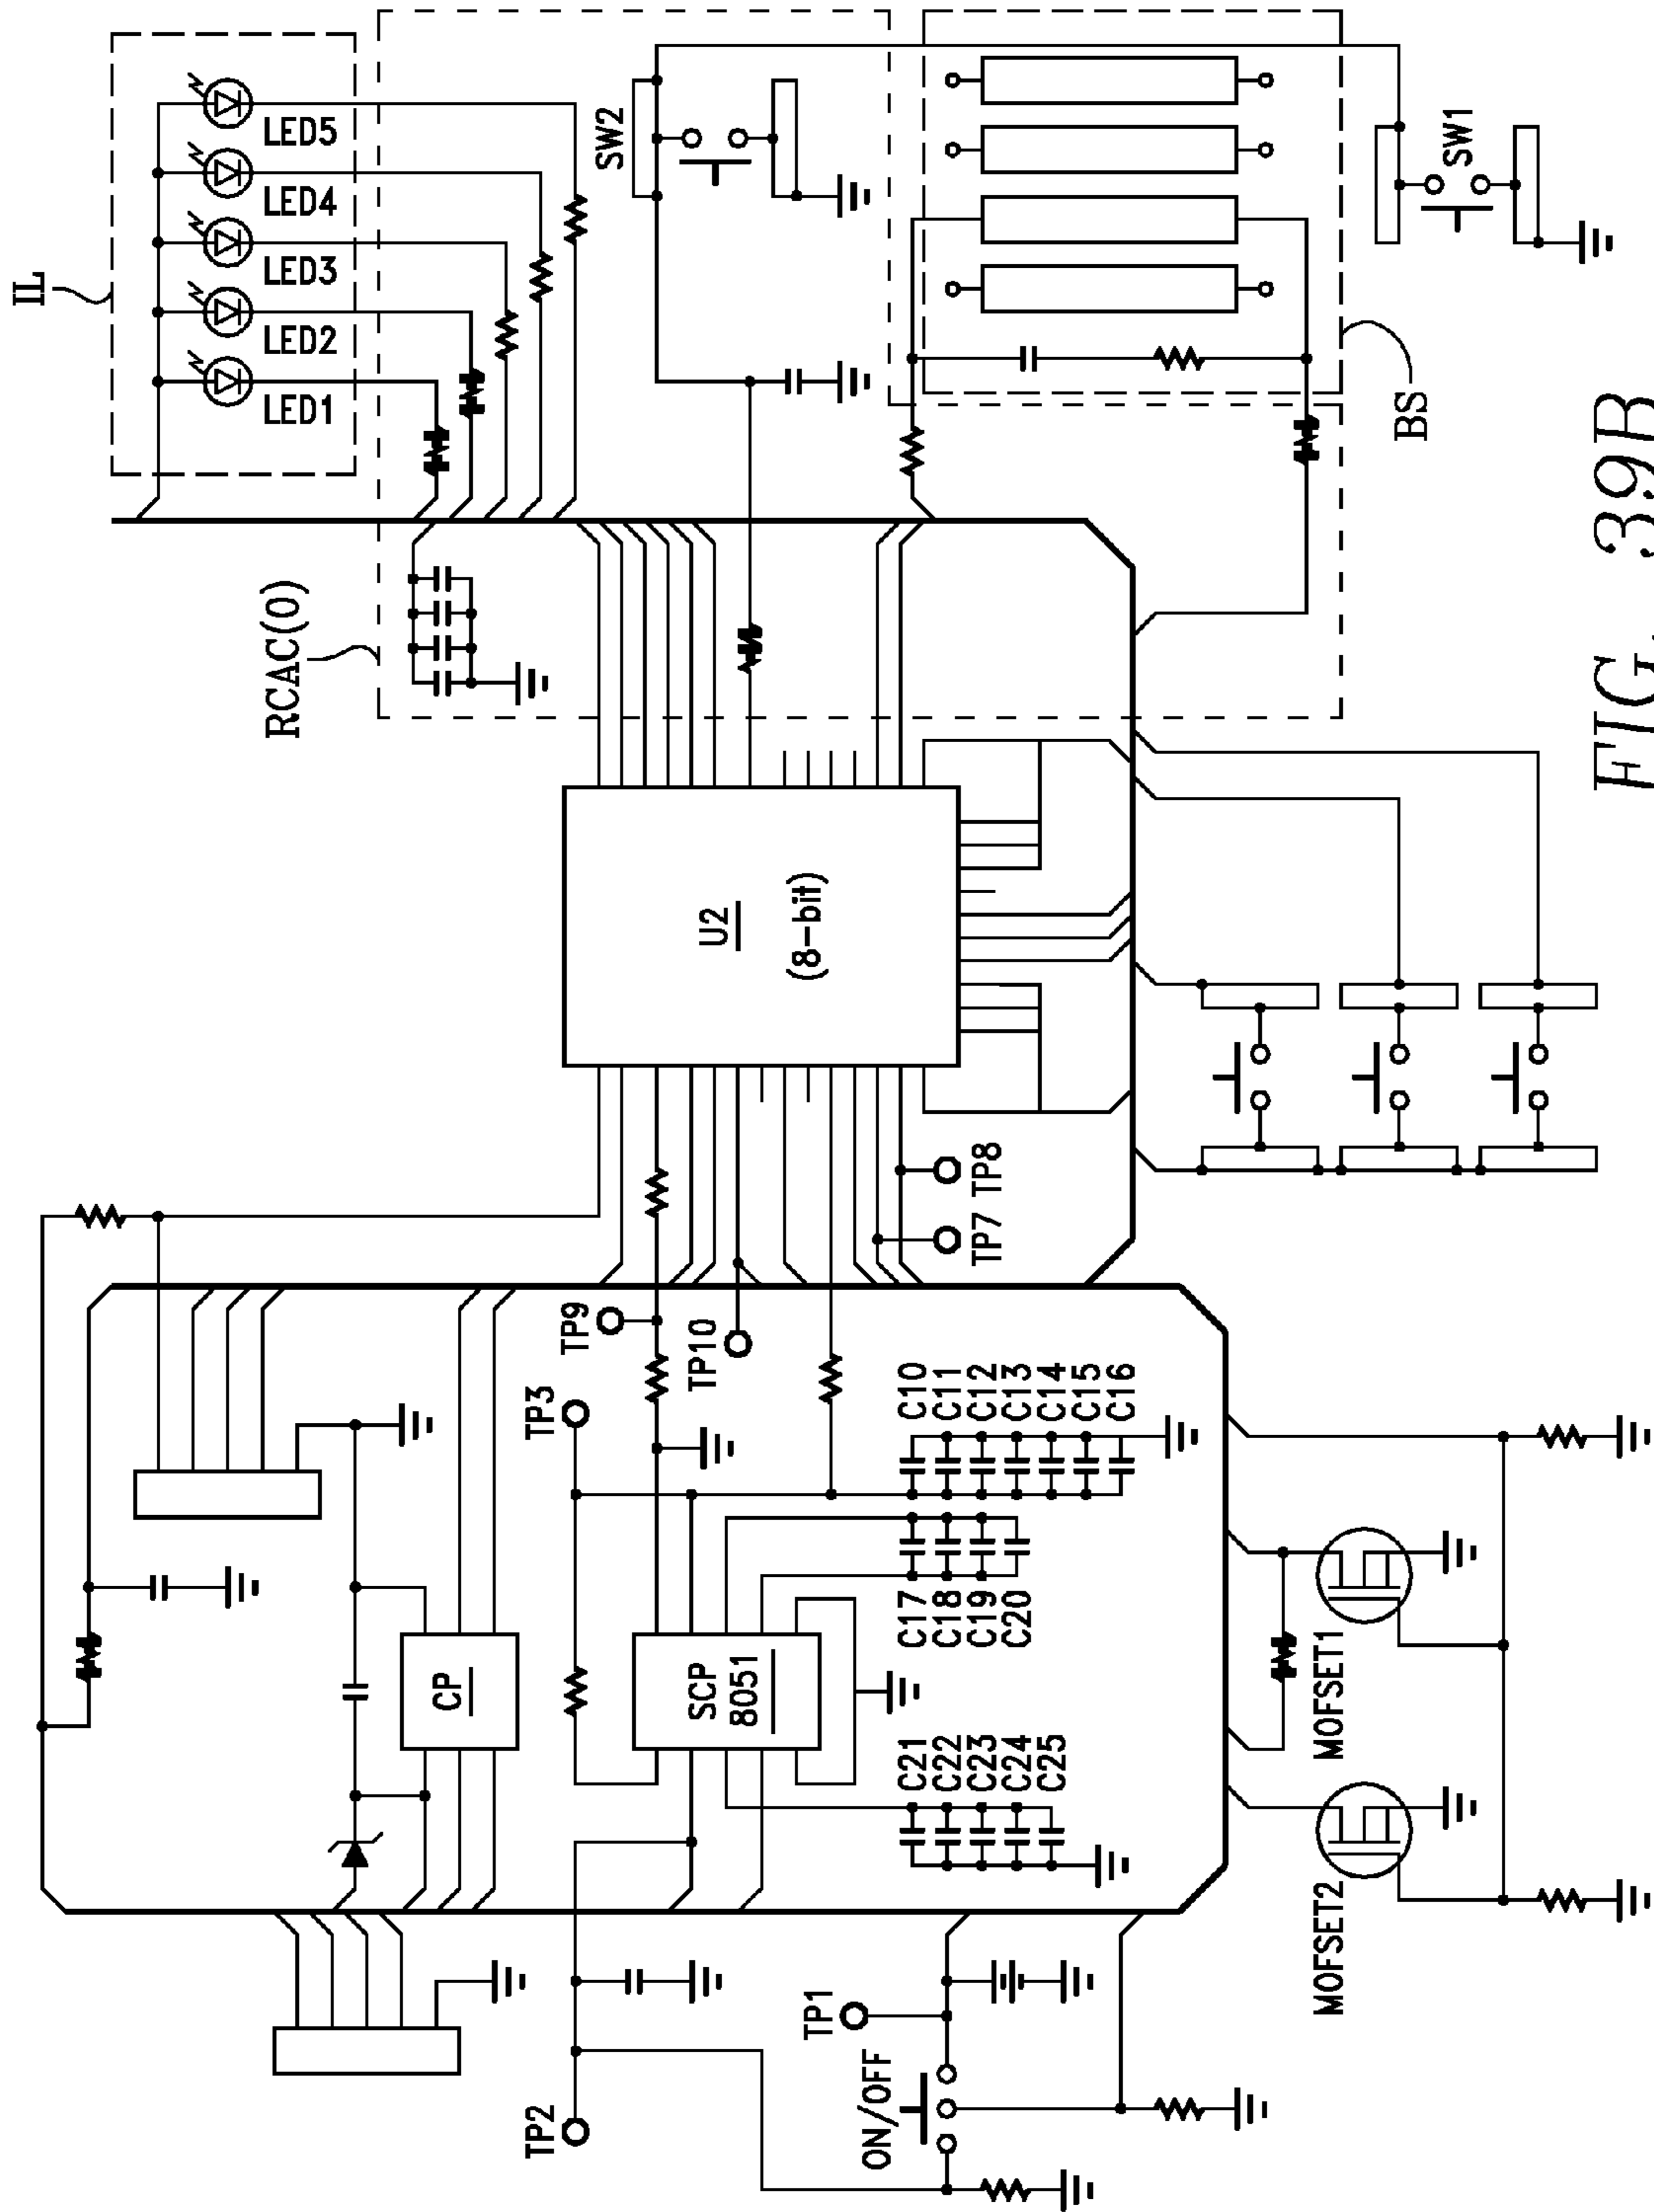 IL
LED1
LED2
LED3
LED4
LED5
RCAC(0)
SW2
SW1
BS
U2
(8-bit)
TP9
TP10
TP3
TP7
TP8
CP
SCP
8051
C10
C11
C12
C13
C14
C15
C16
C17
C18
C19
C20
C21
C22
C23
C24
C25
TP2
TP1
ON/OFF
MOFSET1
MOFSET2
FIG. 39B